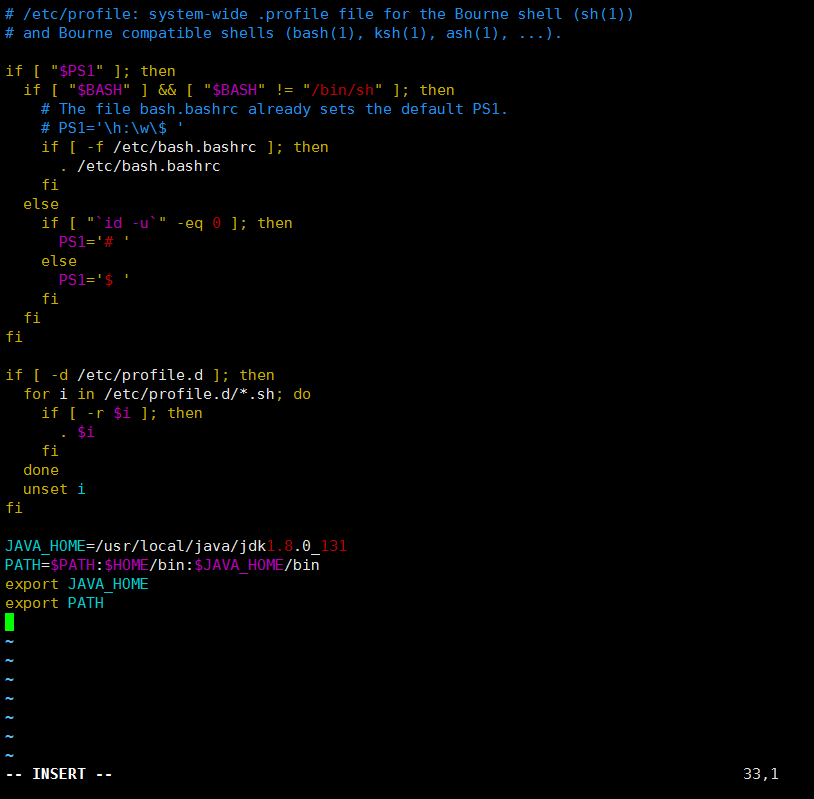 # /etc/profile: system-wide .profile file for the Bourne shell (sh(1))
# and Bourne compatible shells (bash(1), ksh(1), ash(1), ...).

if [ "$PS1" ]; then
  if [ "$BASH" ] && [ "$BASH" != "/bin/sh" ]; then
    # The file bash.bashrc already sets the default PS1.
    # PS1='\h:\w\$ '
    if [ -f /etc/bash.bashrc ]; then
      . /etc/bash.bashrc
    fi
  else
    if [ "`id -u`" -eq 0 ]; then
      PS1='# '
    else
      PS1='$ '
    fi
  fi
fi

if [ -d /etc/profile.d ]; then
  for i in /etc/profile.d/*.sh; do
    if [ -r $i ]; then
      . $i
    fi
  done
  unset i
fi

JAVA_HOME=/usr/local/java/jdk1.8.0_131
PATH=$PATH:$HOME/bin:$JAVA_HOME/bin
export JAVA_HOME
export PATH

~
~
~
~
~
~
~
-- INSERT -- 33,1